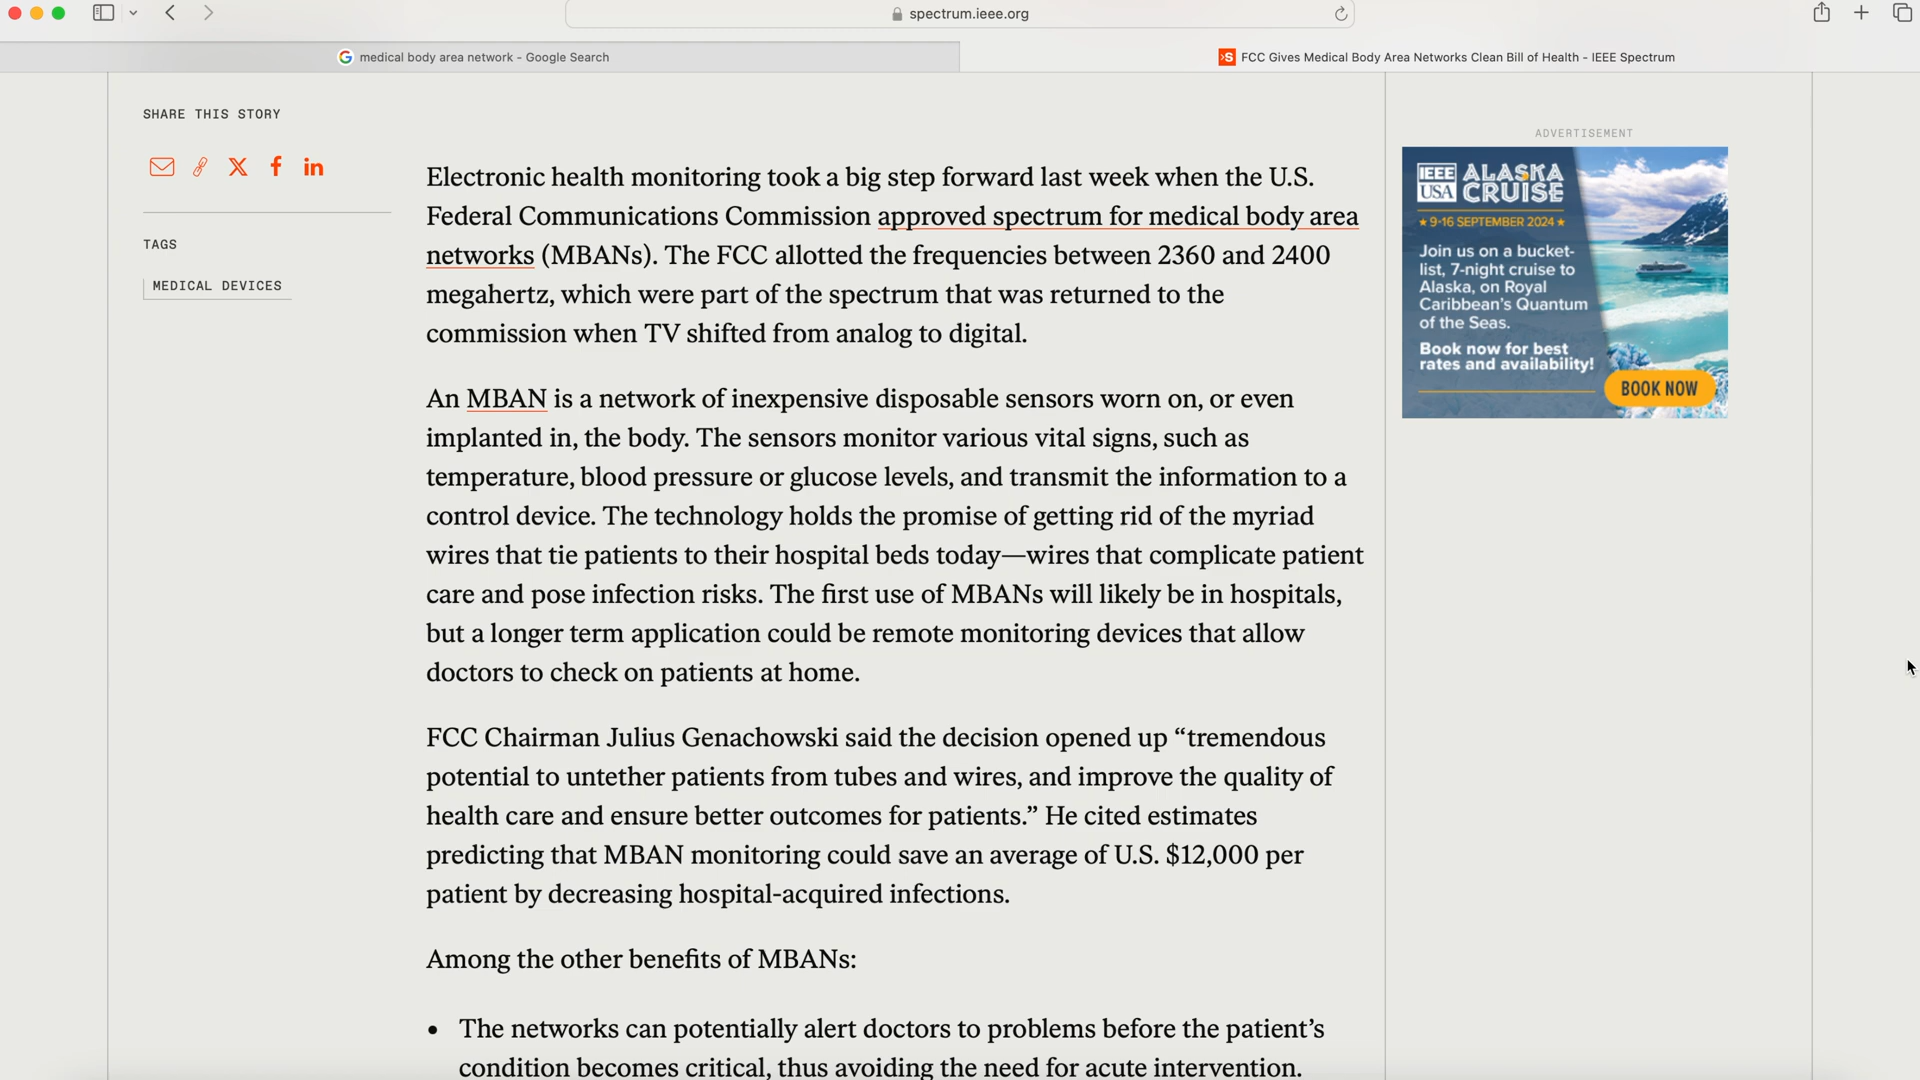 spectrum.ieee.org
medical body area network - Google Search
FCC Gives Medical Body Area Networks Clean Bill of Health - IEEE Spectrum
SHARE THIS STORY
TAGS
MEDICAL DEVICES
Electronic health monitoring took a big step forward last week when the U.S.
Federal Communications Commission approved spectrum for medical body area
networks (MBANs). The FCC allotted the frequencies between 2360 and 2400
megahertz, which were part of the spectrum that was returned to the
commission when TV shifted from analog to digital.
An MBAN is a network of inexpensive disposable sensors worn on, or even
implanted in, the body. The sensors monitor various vital signs, such as
temperature, blood pressure or glucose levels, and transmit the information to a
control device. The technology holds the promise of getting rid of the myriad
wires that tie patients to their hospital beds today—wires that complicate patient
care and pose infection risks. The first use of MBANs will likely be in hospitals,
but a longer term application could be remote monitoring devices that allow
doctors to check on patients at home.
FCC Chairman Julius Genachowski said the decision opened up “tremendous
potential to untether patients from tubes and wires, and improve the quality of
health care and ensure better outcomes for patients.” He cited estimates
predicting that MBAN monitoring could save an average of U.S. $12,000 per
patient by decreasing hospital-acquired infections.
Among the other benefits of MBANs:
• The networks can potentially alert doctors to problems before the patient’s
condition becomes critical, thus avoiding the need for acute intervention.
ADVERTISEMENT
IEEE
USA
ALASKA
CRUISE
★ 9-16 SEPTEMBER 2024 ★
Join us on a bucket-
list, 7-night cruise to
Alaska, on Royal
Caribbean's Quantum
of the Seas.
Book now for best
rates and availability!
BOOK NOW